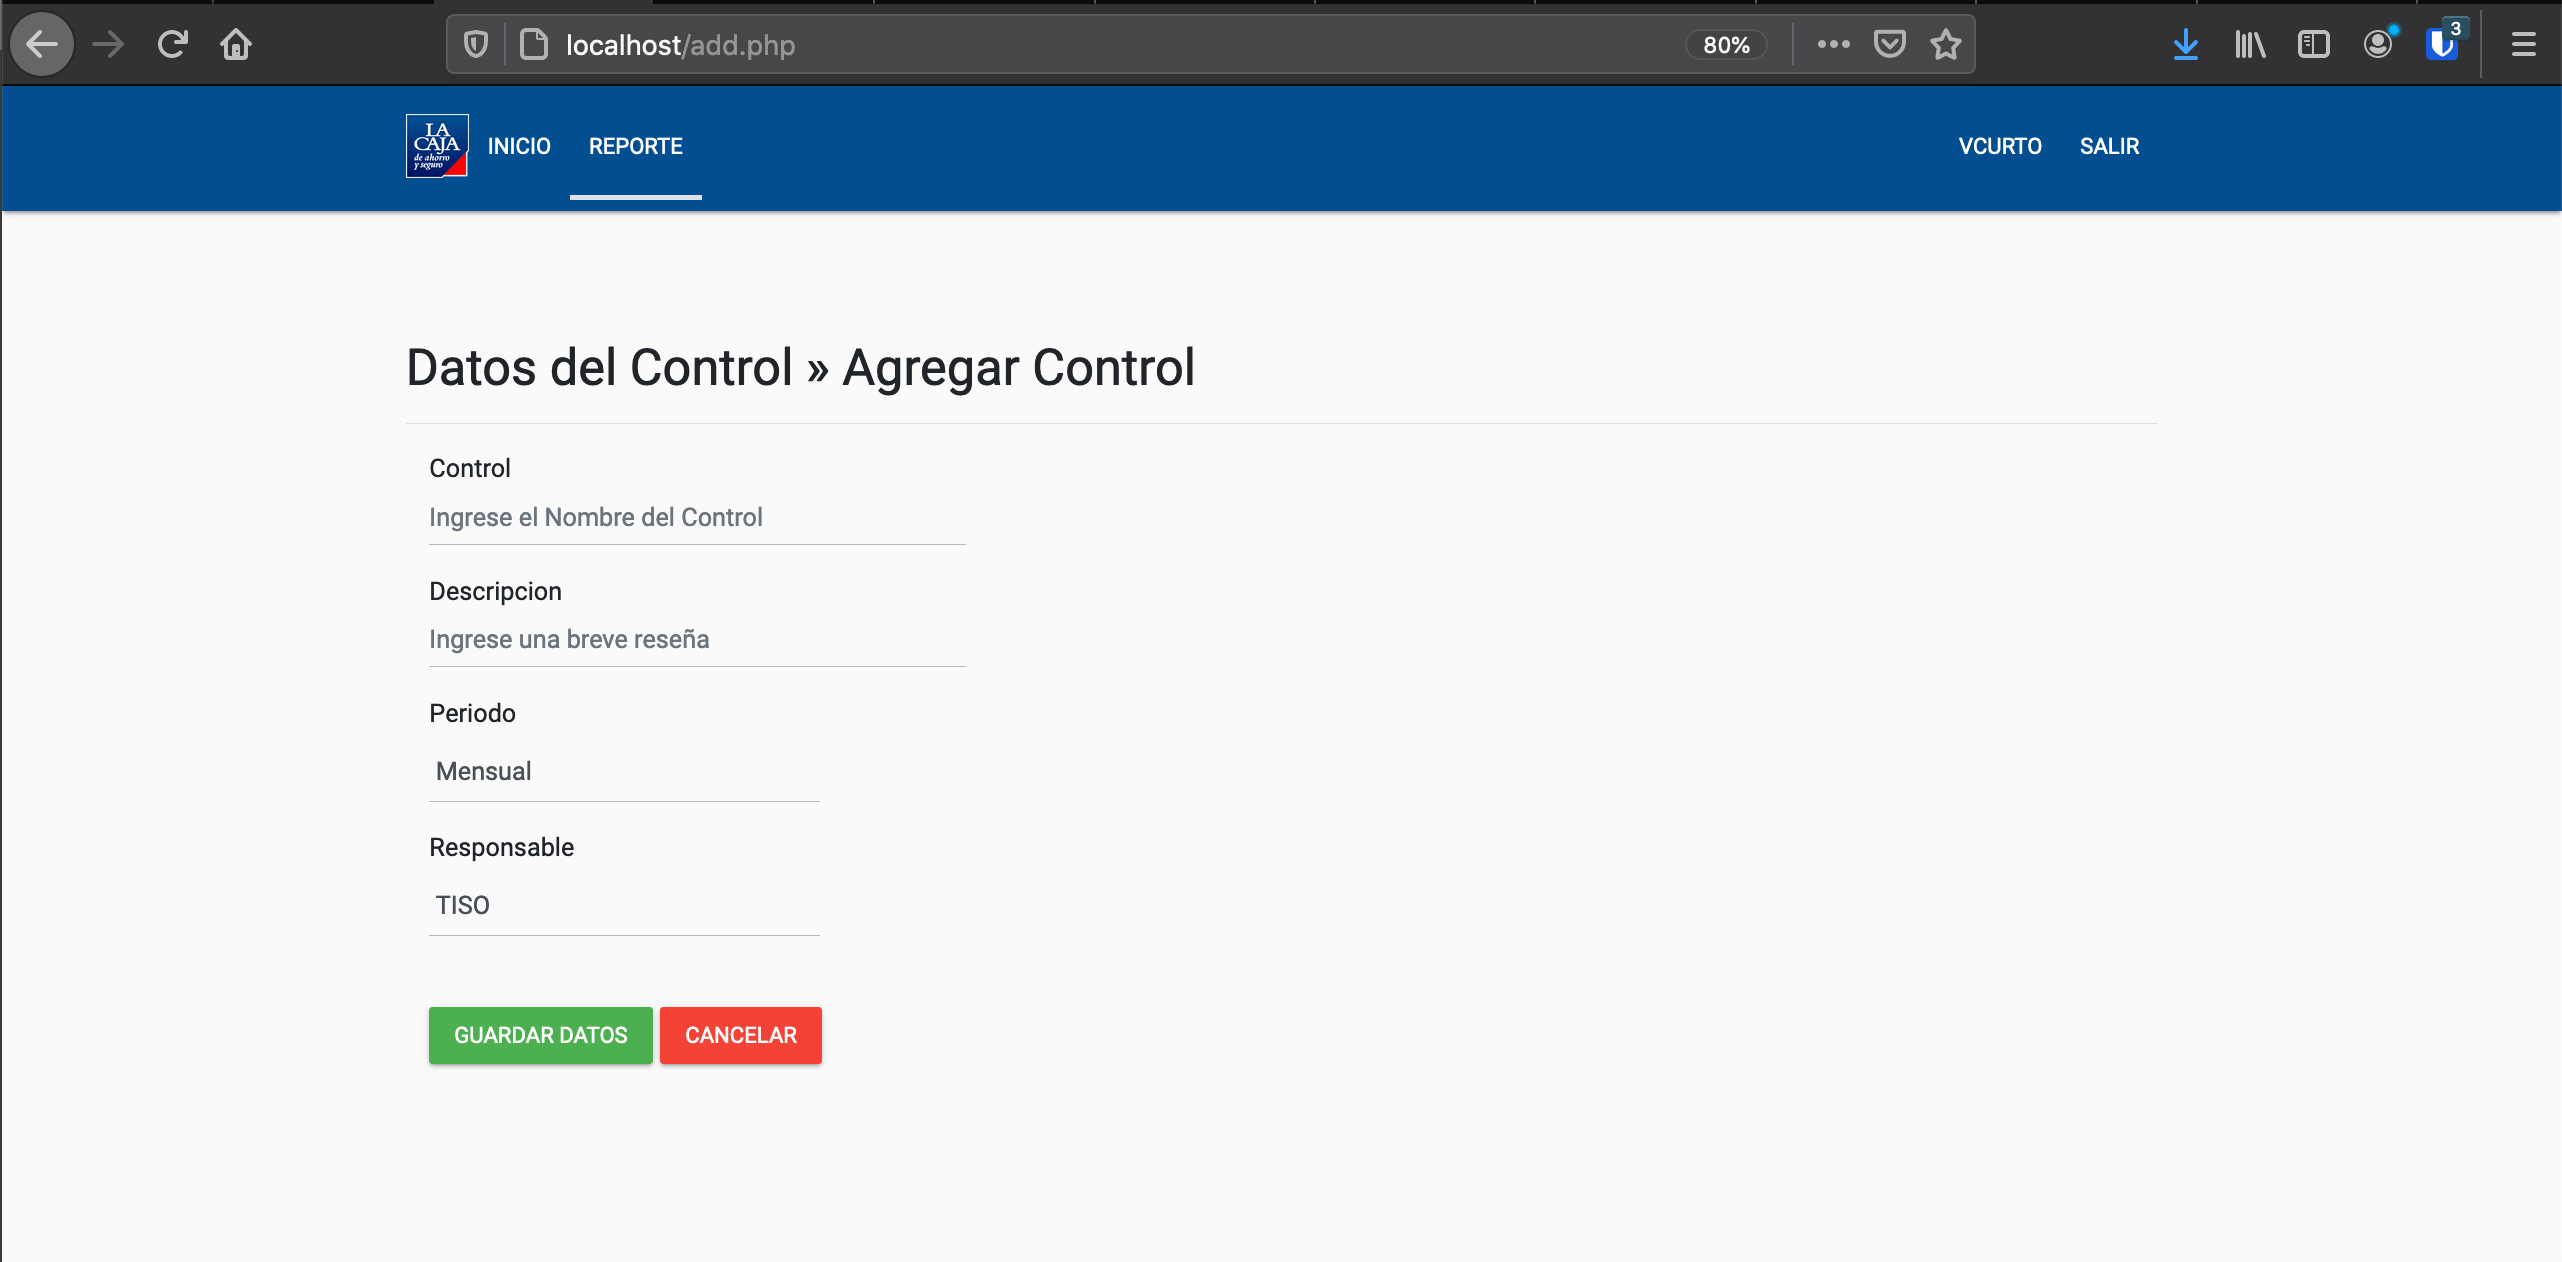 localhost/add.php
80%
3
LA
CAJA
de ahorro
y seguro
INICIO
REPORTE
VCURTO
SALIR
Datos del Control » Agregar Control
Control
Ingrese el Nombre del Control
Descripcion
Ingrese una breve reseña
Periodo
Mensual
Responsable
TISO
GUARDAR DATOS
CANCELAR